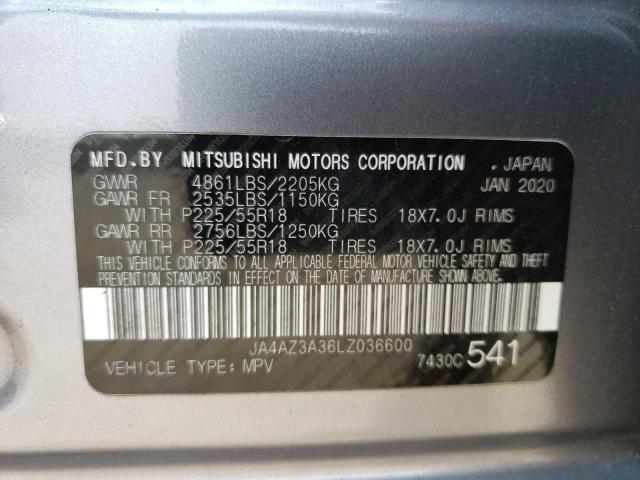 MFD.BY MITSUBISHI MOTORS CORPORATION . JAPAN
GVWR 4861LBS/2205KG JAN 2020
GAWR FR 2535LBS/1150KG
WITH P225/55R18 TIRES 18X7.0J RIMS
GAWR RR 2756LBS/1250KG
WITH P225/55R18 TIRES 18X7.0J RIMS
THIS VEHICLE CONFORMS TO ALL APPLICABLE FEDERAL MOTOR VEHICLE SAFETY AND THEFT
PREVENTION STANDARDS IN EFFECT ON THE DATE OF MANUFACTURE SHOWN ABOVE.
JA4AZ3A36LZ036600
VEHICLE TYPE: MPV 7430C 541